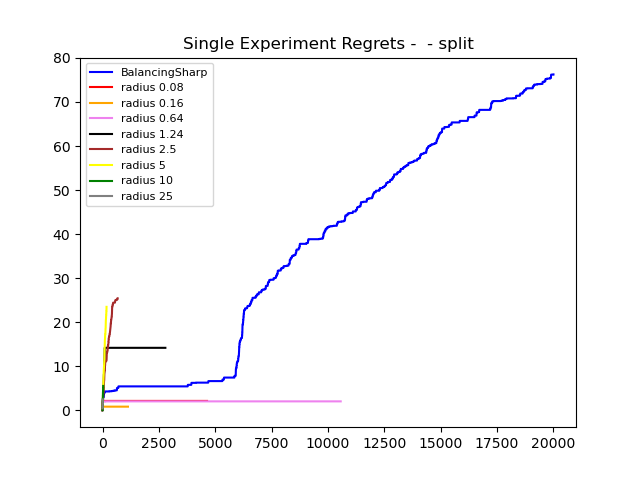 Single Experiment Regrets -  - split
80
70
60
50
40
30
20
10
0
BalancingSharp
radius 0.08
radius 0.16
radius 0.64
radius 1.24
radius 2.5
radius 5
radius 10
radius 25
0 2500 5000 7500 10000 12500 15000 17500 20000